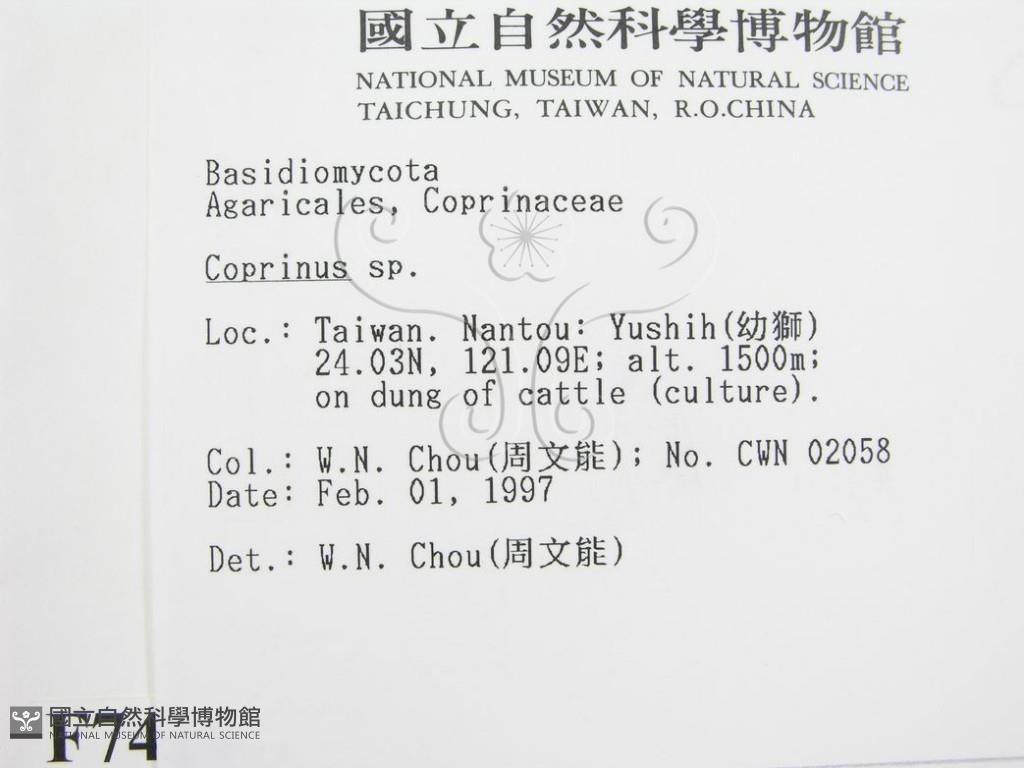 國立自然科學博物館
NATIONAL MUSEUM OF NATURAL SCIENCE
TAICHUNG, TAIWAN, R.O.CHINA
Basidiomycota
Agaricales, Coprinaceae
Coprinus sp.
Loc.: Taiwan. Nantou: Yushih(幼獅)
24.03N, 121.09E; alt. 1500m;
on dung of cattle (culture).
Col.: W.N. Chou(周文能); No. CWN 02058
Date: Feb. 01, 1997
Det.: W.N. Chou(周文能)
國立自然科學博物館
NATIONAL MUSEUM OF NATURAL SCIENCE
F74